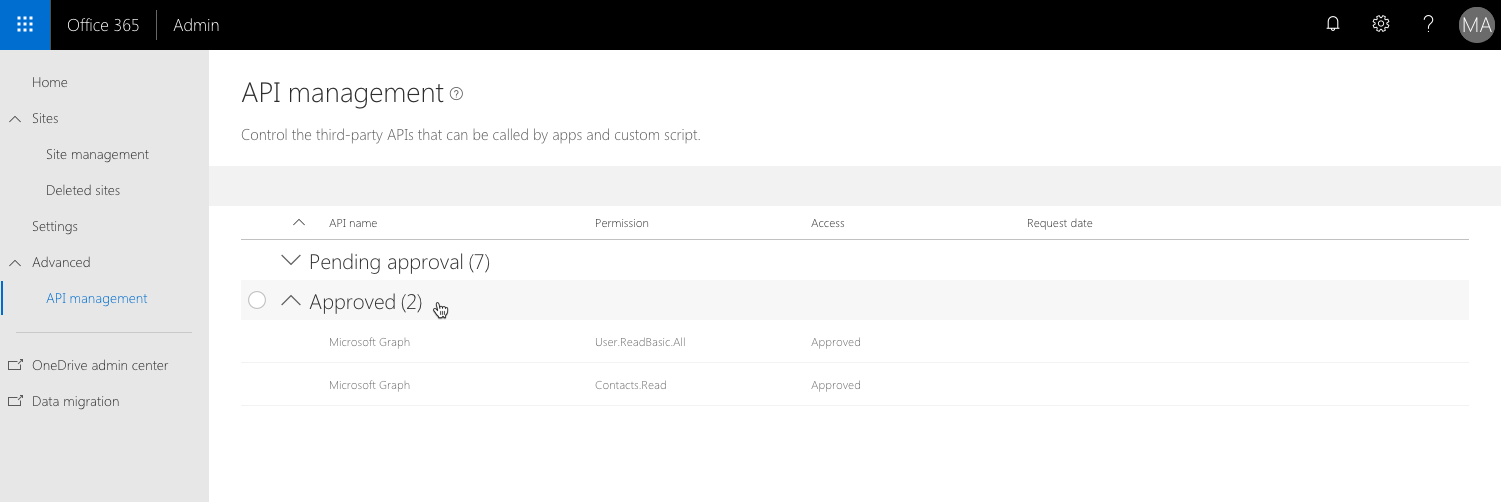 Office 365 Admin MA
Home
Sites
Site management
Deleted sites
Settings
Advanced
API management
OneDrive admin center
Data migration
API management
Control the third-party APIs that can be called by apps and custom script.
API name Permission Access Request date
Pending approval (7)
Approved (2)
Microsoft Graph User.ReadBasic.All Approved
Microsoft Graph Contacts.Read Approved